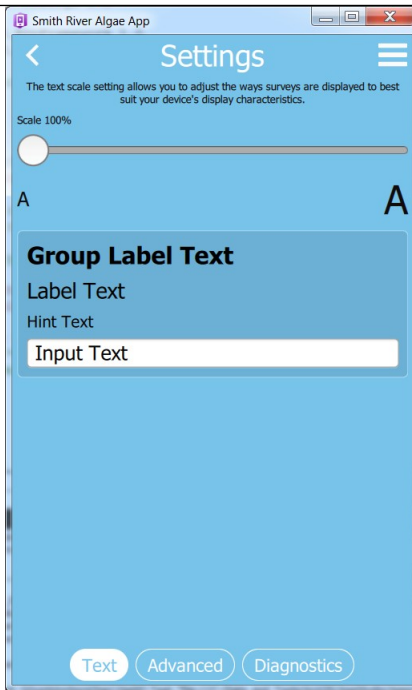 Smith River Algae App
Settings
The text scale setting allows you to adjust the ways surveys are displayed to best
suit your device's display characteristics.
Scale 100%
A A
Group Label Text
Label Text
Hint Text
Input Text
Text Advanced Diagnostics